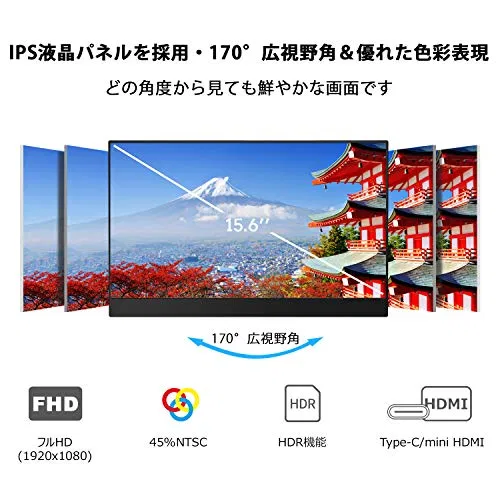 IPS液晶パネルを採用・170°広視野角&優れた色彩表現
どの角度から見ても鮮やかな画面です
15.6''
170°広視野角
FHD
HDR
HDMI
フルHD
(1920x1080)
45%NTSC
HDR機能
Type-C/mini HDMI